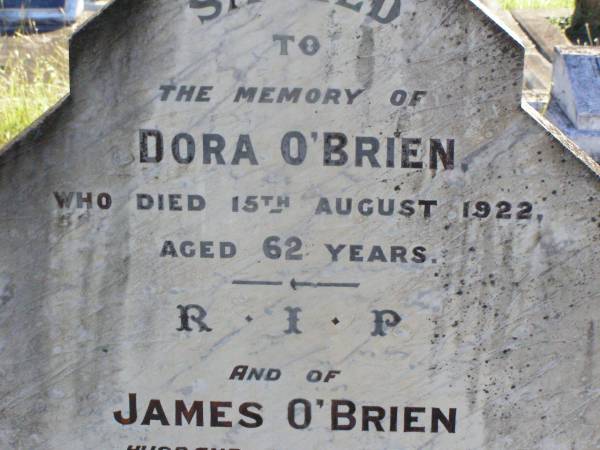 TO
THE MEMORY OF
DORA O'BRIEN,
WHO DIED 15TH AUGUST 1922,
AGED 62 YEARS.
R · I · P
AND OF
JAMES O'BRIEN